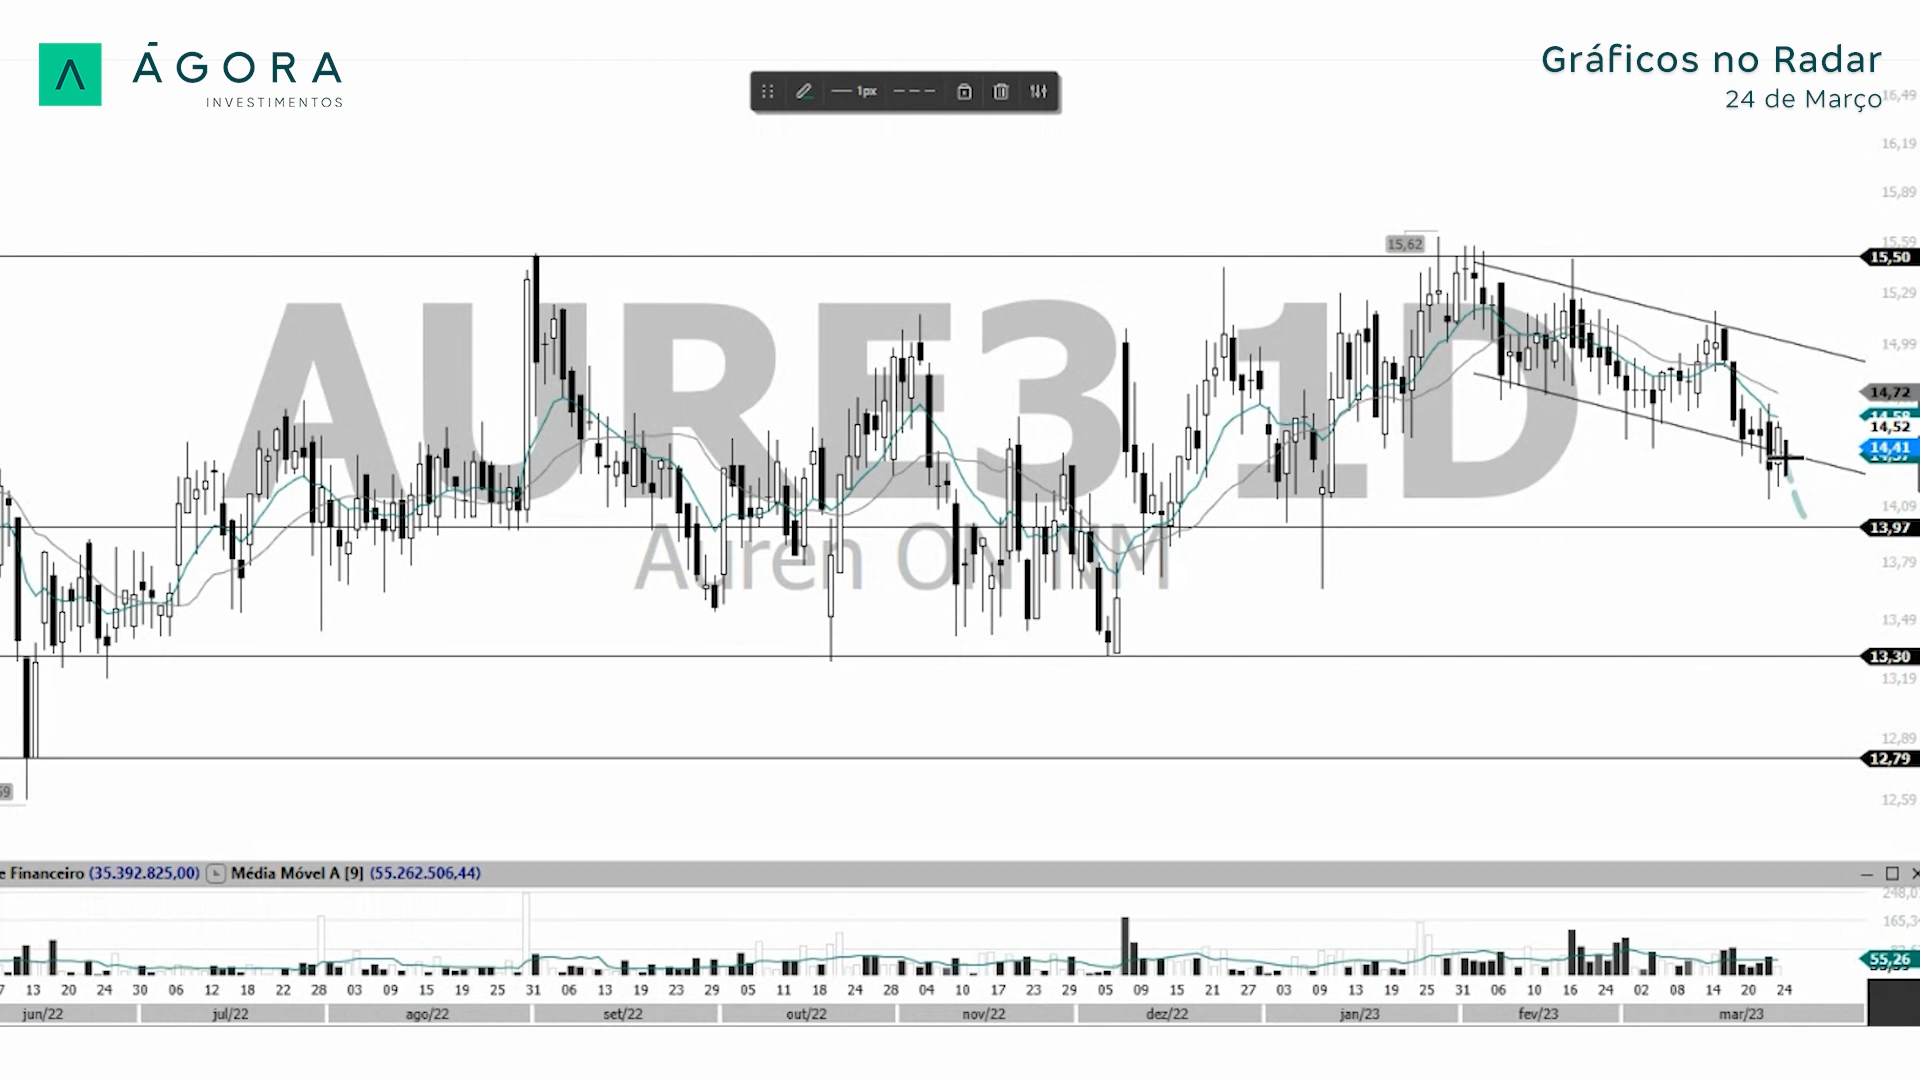 ÁGORA
INVESTIMENTOS
1px
Gráficos no Radar
24 de Março
16,49
16,19
15,89
15,59
15,62
15,50
15,29
14,99
14,72
14,58
14,52
14,41
14,09
13,97
13,79
13,49
13,30
13,19
12,89
12,79
12,59
AURE3 1D
Auren ON NM
e Financeiro (35.392.825,00) Média Móvel A [9] (55.262.506,44)
55,26
13 20 24 30 06 12 18 22 28 03 09 15 19 25 31 06 13 19 23 29 05 11 18 24 28 04 10 17 23 29 05 09 15 21 27 03 09 13 19 25 31 06 10 16 24 02 08 14 20 24
jun/22 jul/22 ago/22 set/22 out/22 nov/22 dez/22 jan/23 fev/23 mar/23